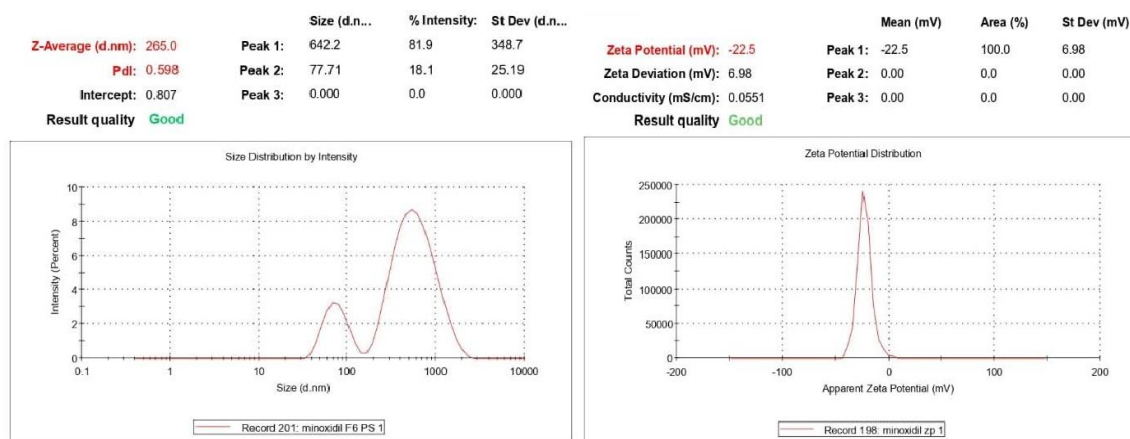 Size (d.n... % Intensity: St Dev (d.n...
Z-Average (d.nm): 265.0 Peak 1: 642.2 81.9 348.7
PdI: 0.598 Peak 2: 77.71 18.1 25.19
Intercept: 0.807 Peak 3: 0.000 0.0 0.000
Result quality Good
Size Distribution by Intensity
Intensity (Percent)
10
8
6
4
2
0
0.1 1 10 100 1000 10000
Size (d.nm)
Record 201: minoxidil F6 PS 1
Mean (mV) Area (%) St Dev (mV)
Zeta Potential (mV): -22.5 Peak 1: -22.5 100.0 6.98
Zeta Deviation (mV): 6.98 Peak 2: 0.00 0.0 0.00
Conductivity (mS/cm): 0.0551 Peak 3: 0.00 0.0 0.00
Result quality Good
Zeta Potential Distribution
Total Counts
250000
200000
150000
100000
50000
0
-200 -100 0 100 200
Apparent Zeta Potential (mV)
Record 198: minoxidil zp 1